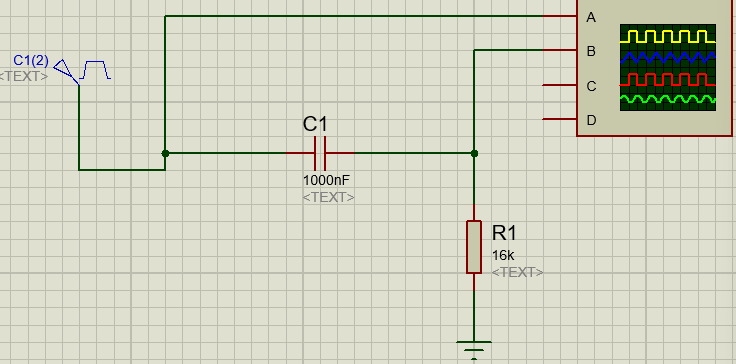 A
C1(2)
<TEXT>
B
C
D
C1
1000nF
<TEXT>
R1
16k
<TEXT>